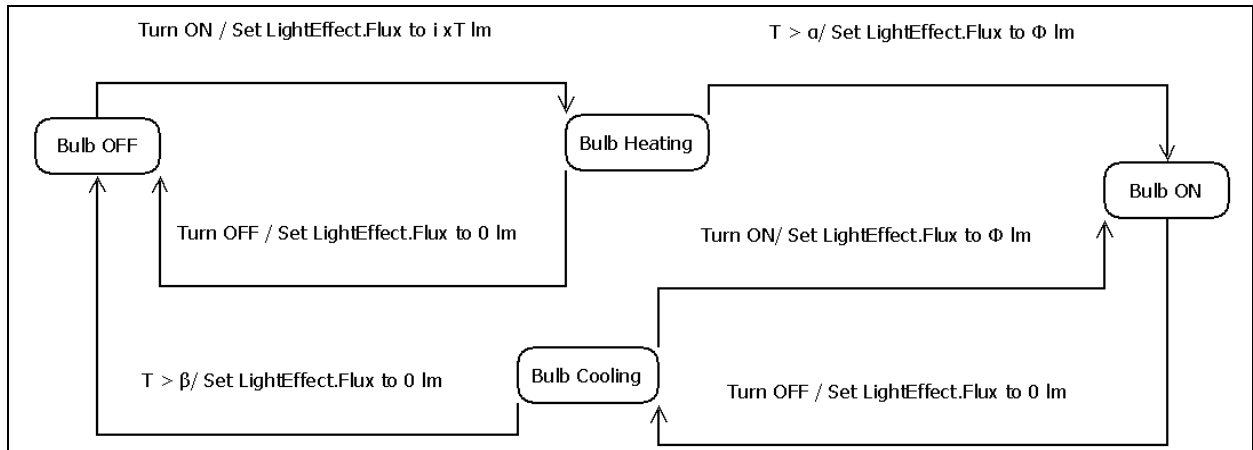 Turn ON / Set LightEffect.Flux to i xT lm
T > α/ Set LightEffect.Flux to Φ lm
Bulb OFF
Bulb Heating
Bulb ON
Turn OFF / Set LightEffect.Flux to 0 lm
Turn ON/ Set LightEffect.Flux to Φ lm
T > β/ Set LightEffect.Flux to 0 lm
Bulb Cooling
Turn OFF / Set LightEffect.Flux to 0 lm